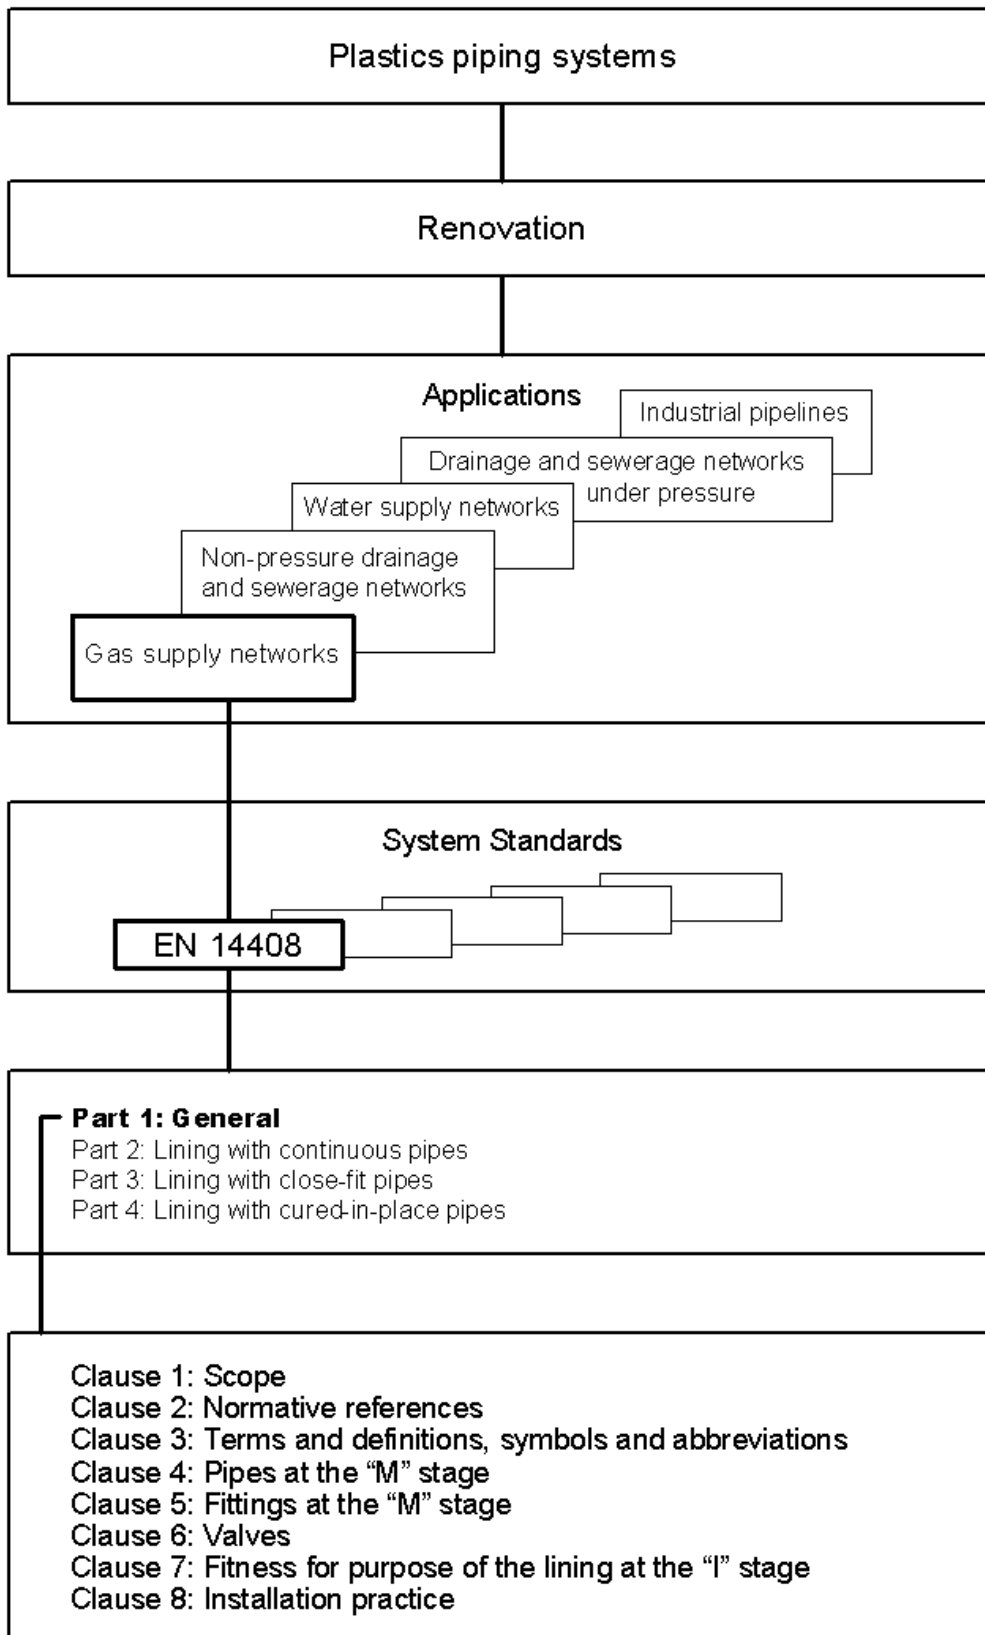 Plastics piping systems
Renovation
Applications
Industrial pipelines
Drainage and sewerage networks
under pressure
Water supply networks
Non-pressure drainage
and sewerage networks
Gas supply networks
System Standards
EN 14408
Part 1: General
Part 2: Lining with continuous pipes
Part 3: Lining with close-fit pipes
Part 4: Lining with cured-in-place pipes
Clause 1: Scope
Clause 2: Normative references
Clause 3: Terms and definitions, symbols and abbreviations
Clause 4: Pipes at the “M” stage
Clause 5: Fittings at the “M” stage
Clause 6: Valves
Clause 7: Fitness for purpose of the lining at the “I” stage
Clause 8: Installation practice